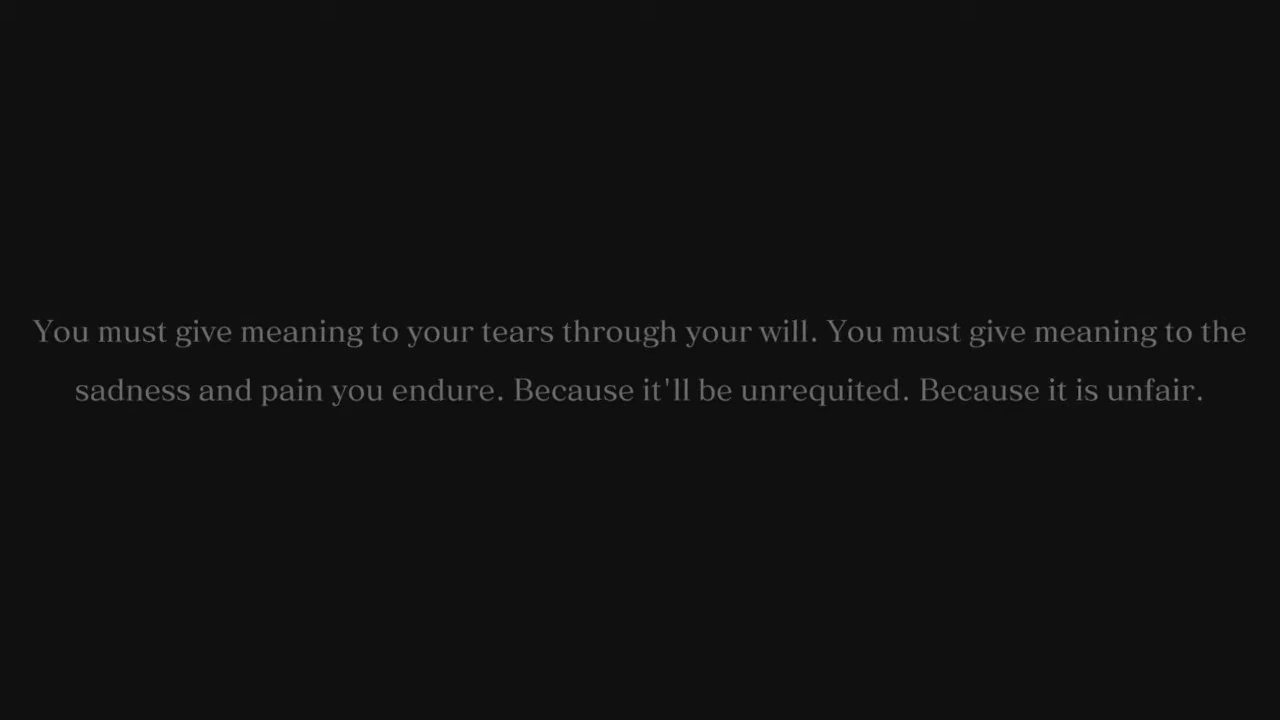 You must give meaning to your tears through your will. You must give meaning to the
sadness and pain you endure. Because it'll be unrequited. Because it is unfair.